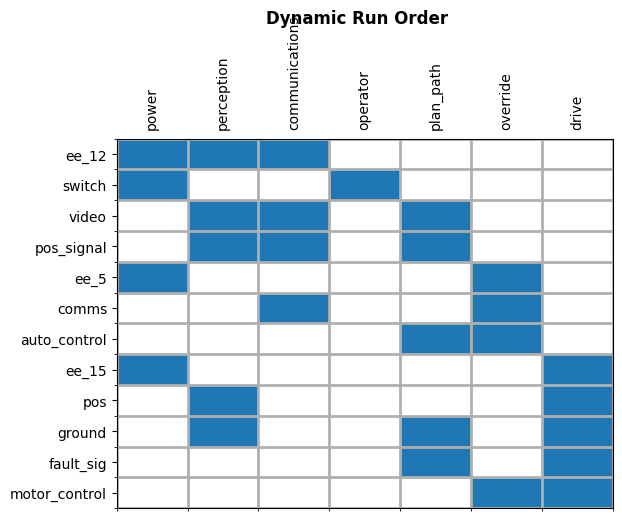 Dynamic Run Order
power
perception
communications
operator
plan_path
override
drive
ee_12
switch
video
pos_signal
ee_5
comms
auto_control
ee_15
pos
ground
fault_sig
motor_control